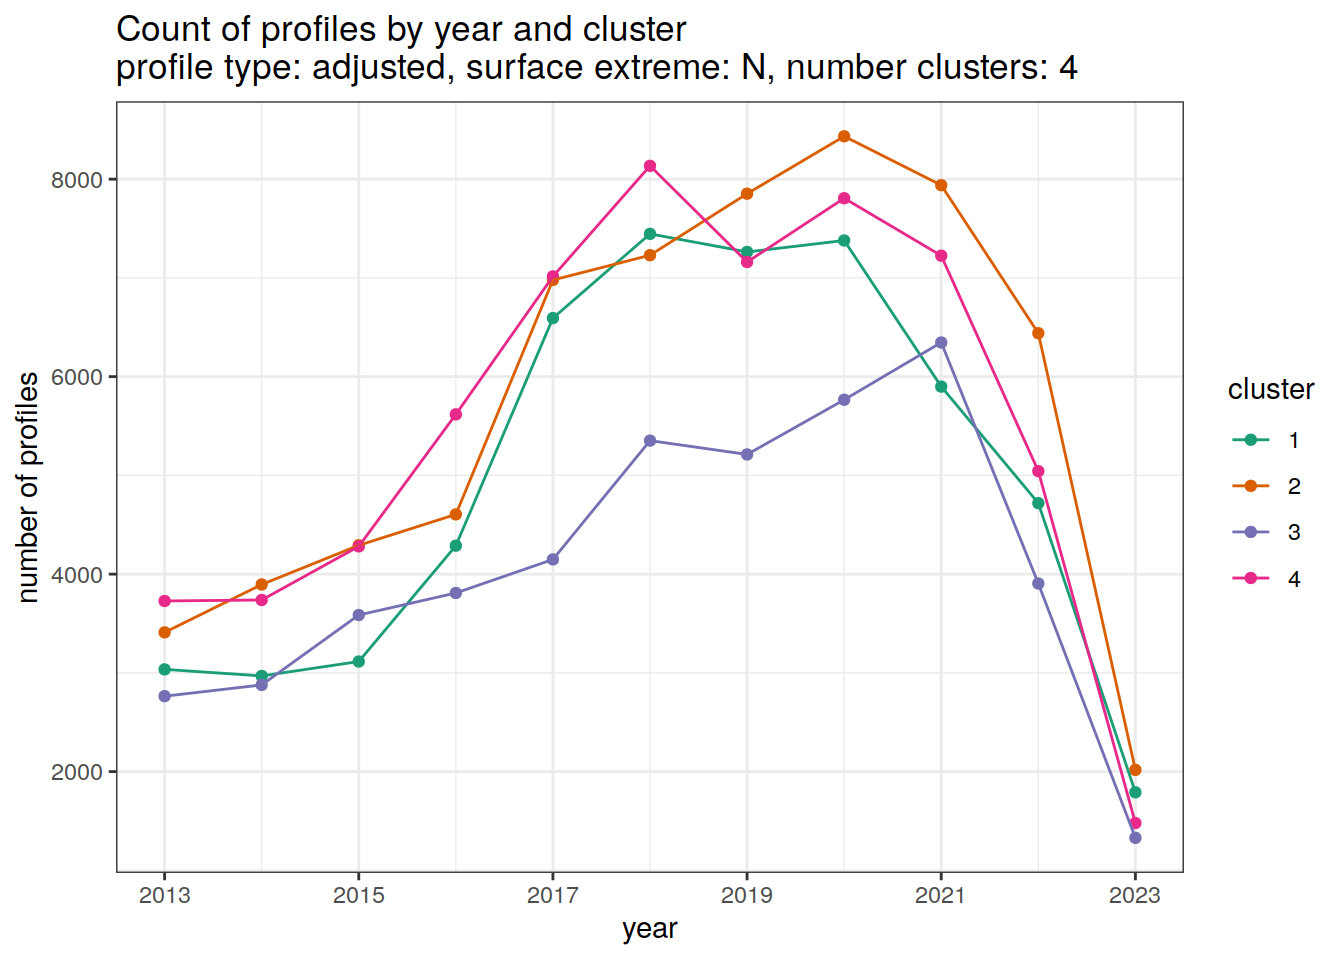 Count of profiles by year and cluster
profile type: adjusted, surface extreme: N, number clusters: 4
number of profiles
8000
6000
4000
2000
2013 2015 2017 2019 2021 2023
year
cluster
1
2
3
4